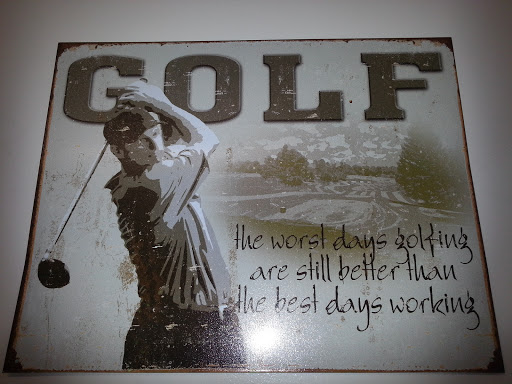 GOLF
the worst days golfing
are still better than
the best days working